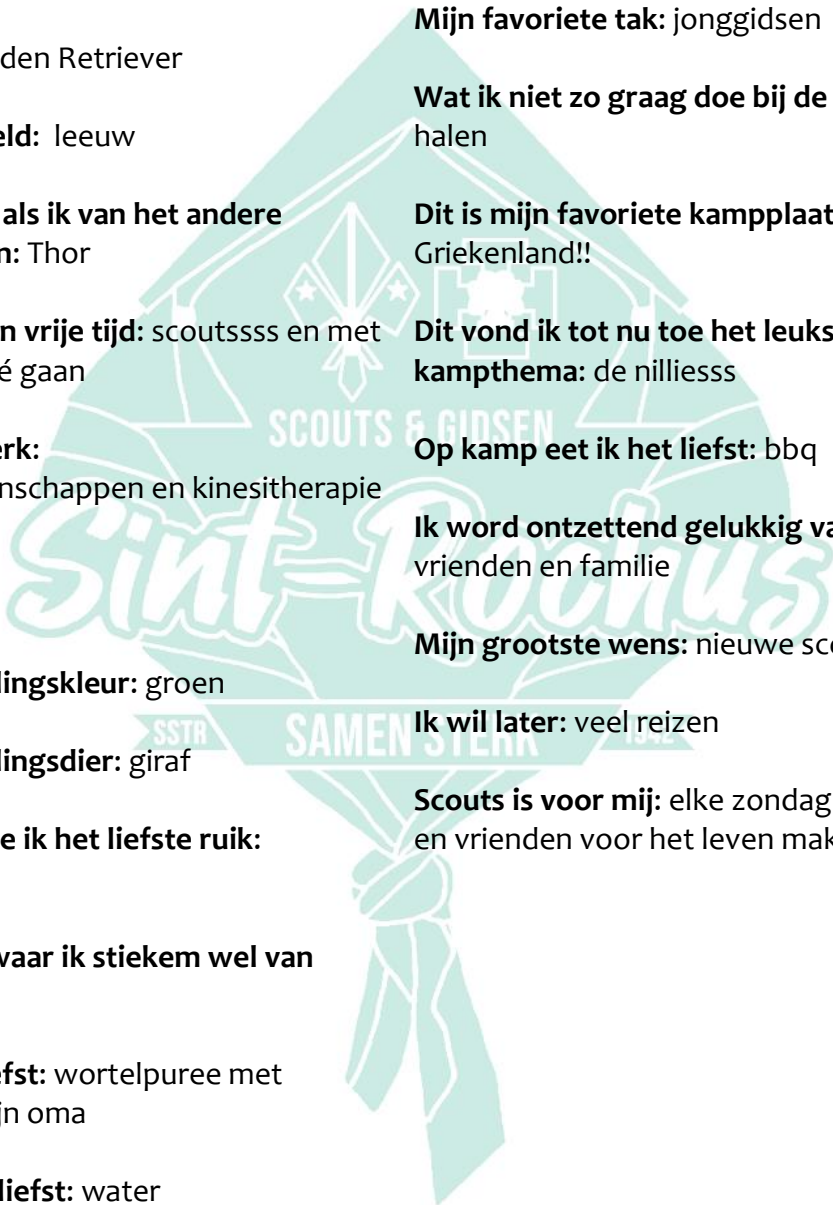 den Retriever
eld: leeuw
als ik van het andere
n: Thor
n vrije tijd: scoutssss en met
é gaan
erk:
nschappen en kinesitherapie
lingskleur: groen
lingsdier: giraf
e ik het liefste ruik:
waar ik stiekem wel van
efst: wortelpuree met
jn oma
liefst: water
Mijn favoriete tak: jonggidsen
Wat ik niet zo graag doe bij de
halen
Dit is mijn favoriete kampplaat
Griekenland!!
Dit vond ik tot nu toe het leuks
kampthema: de nilliesss
Op kamp eet ik het liefst: bbq
Ik word ontzettend gelukkig va
vrienden en familie
Mijn grootste wens: nieuwe sco
Ik wil later: veel reizen
Scouts is voor mij: elke zondag
en vrienden voor het leven mak
SCOUTS & GIDSEN
Sint-Rochus
SSTR SAMEN STERK 1942